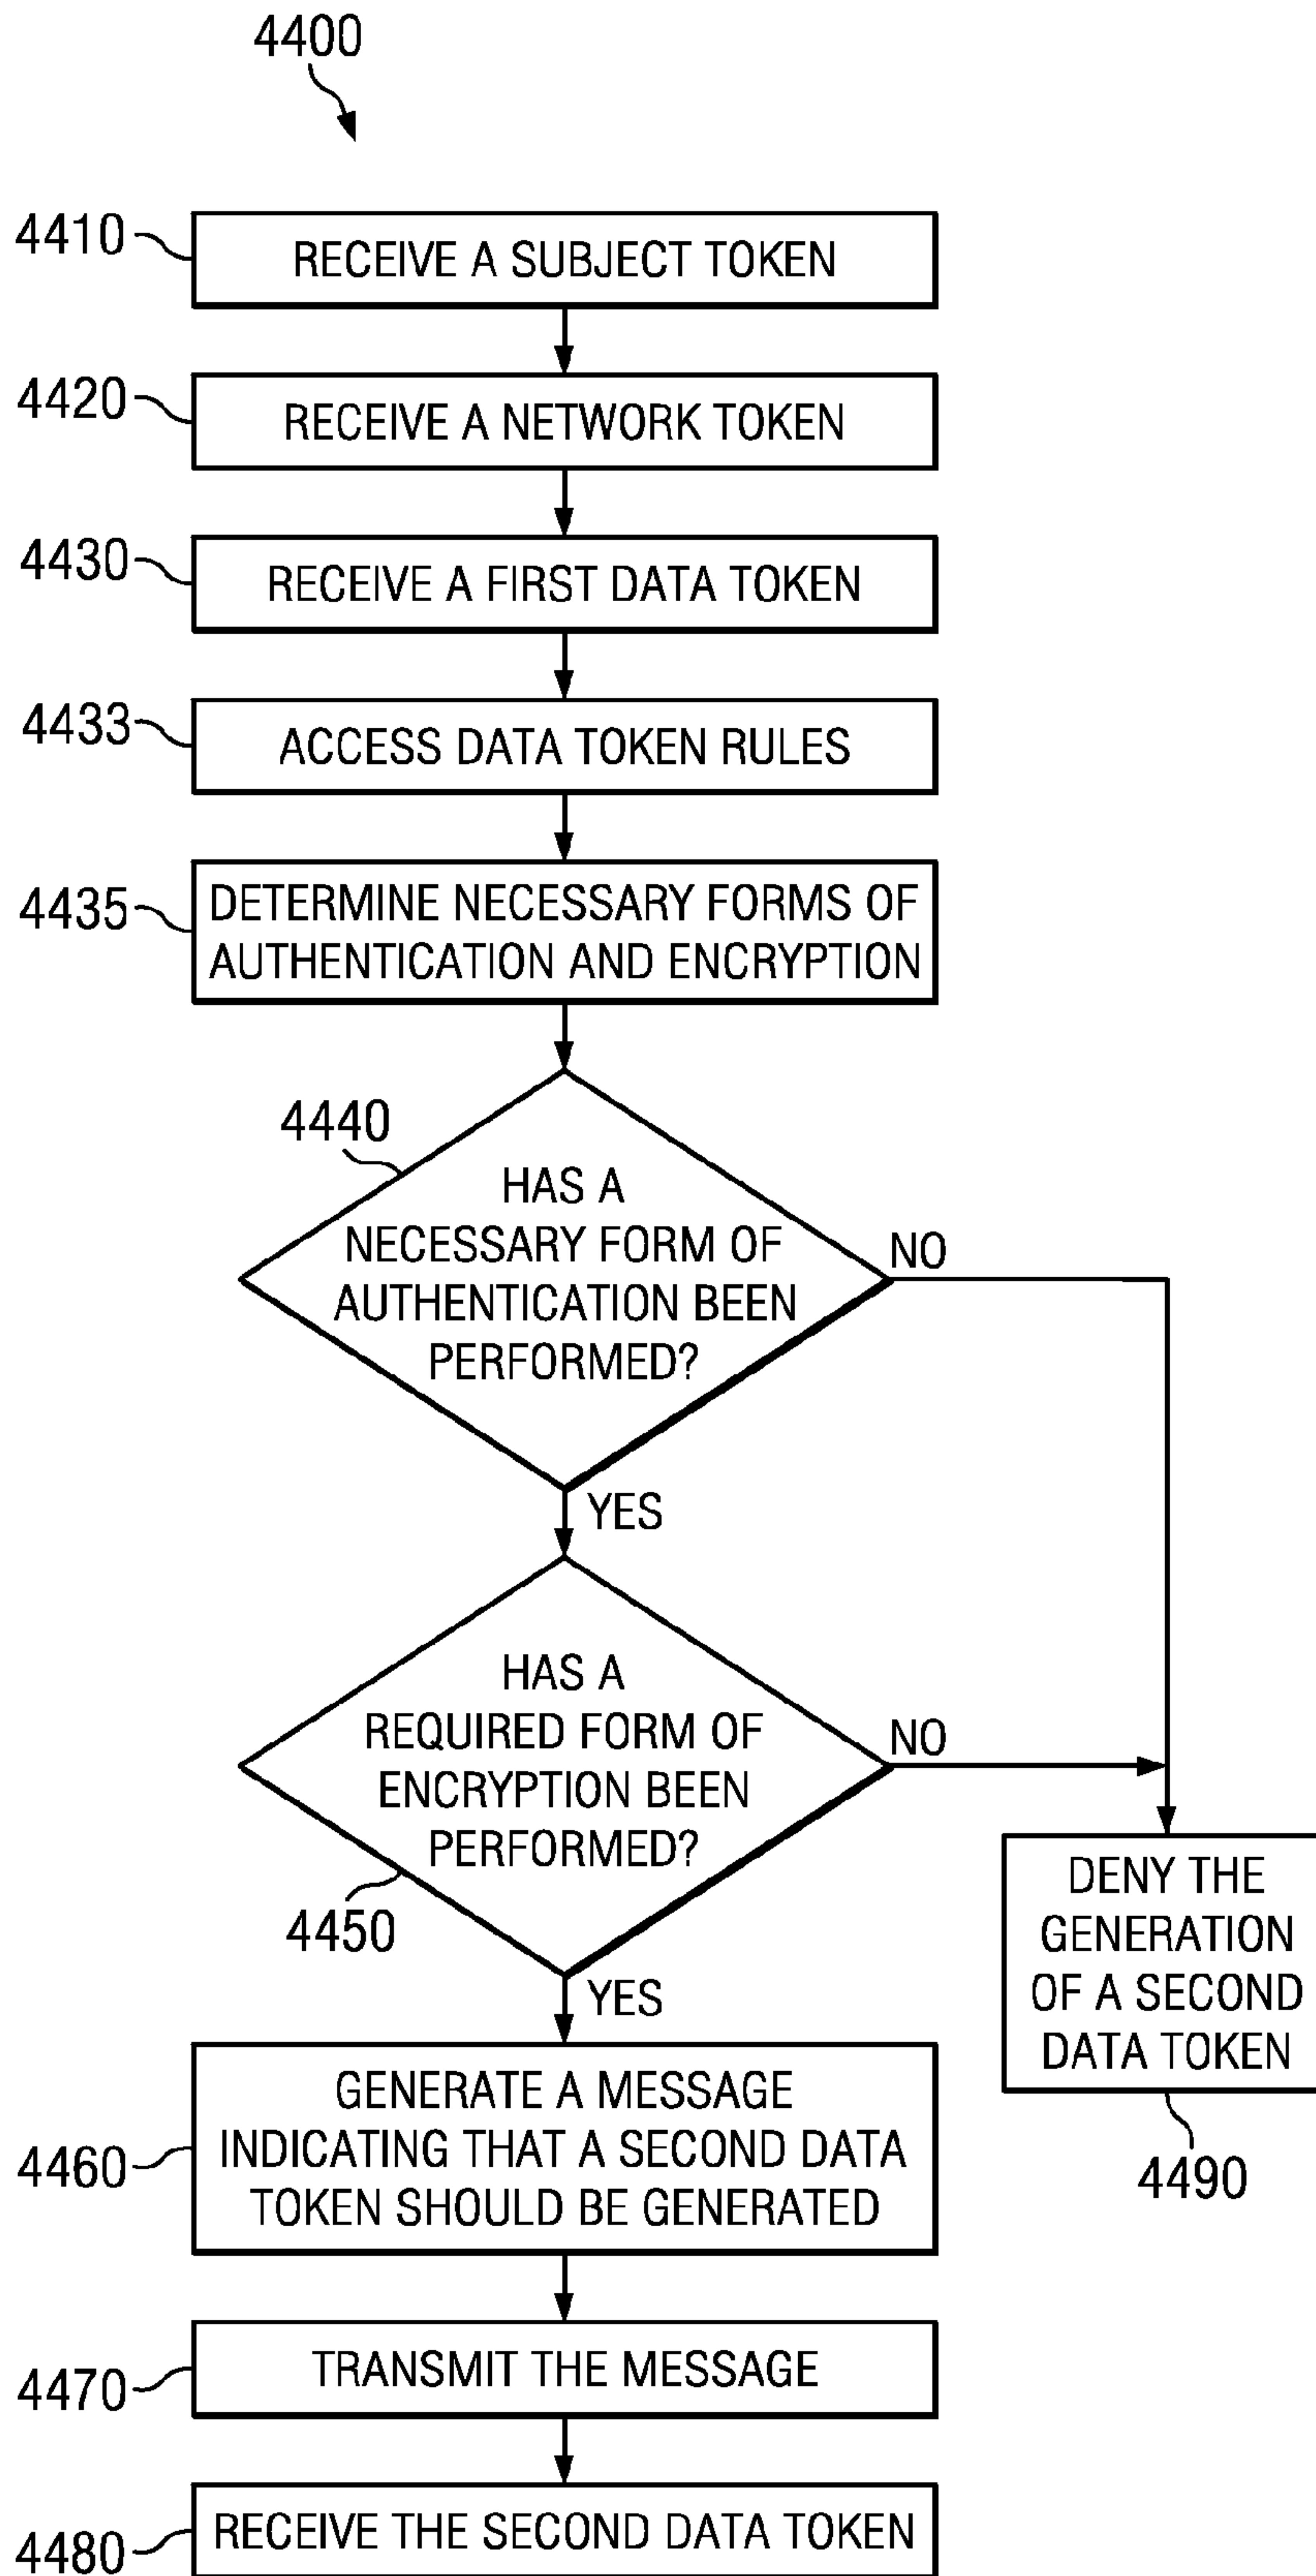 4400
4410
RECEIVE A SUBJECT TOKEN
4420
RECEIVE A NETWORK TOKEN
4430
RECEIVE A FIRST DATA TOKEN
4433
ACCESS DATA TOKEN RULES
4435
DETERMINE NECESSARY FORMS OF
AUTHENTICATION AND ENCRYPTION
4440
HAS A
NECESSARY FORM OF
AUTHENTICATION BEEN
PERFORMED?
NO
YES
HAS A
REQUIRED FORM OF
ENCRYPTION BEEN
PERFORMED?
NO
4450
YES
DENY THE
GENERATION
OF A SECOND
DATA TOKEN
4490
4460
GENERATE A MESSAGE
INDICATING THAT A SECOND DATA
TOKEN SHOULD BE GENERATED
4470
TRANSMIT THE MESSAGE
4480
RECEIVE THE SECOND DATA TOKEN